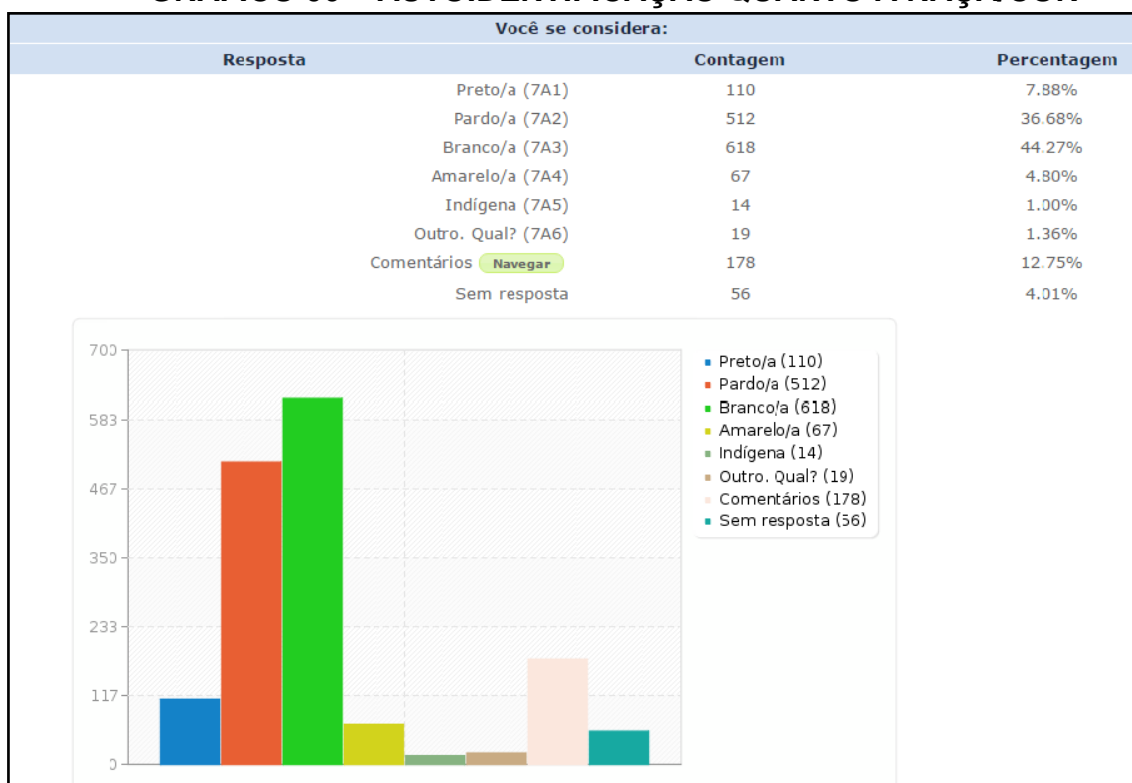 Você se considera:
Resposta Contagem Percentagem
Preto/a (7A1) 110 7.88%
Pardo/a (7A2) 512 36.68%
Branco/a (7A3) 618 44.27%
Amarelo/a (7A4) 67 4.80%
Indígena (7A5) 14 1.00%
Outro. Qual? (7A6) 19 1.36%
Comentários Navegar 178 12.75%
Sem resposta 56 4.01%
700
583
467
350
233
117
0
Preto/a (110)
Pardo/a (512)
Branco/a (618)
Amarelo/a (67)
Indígena (14)
Outro. Qual? (19)
Comentários (178)
Sem resposta (56)